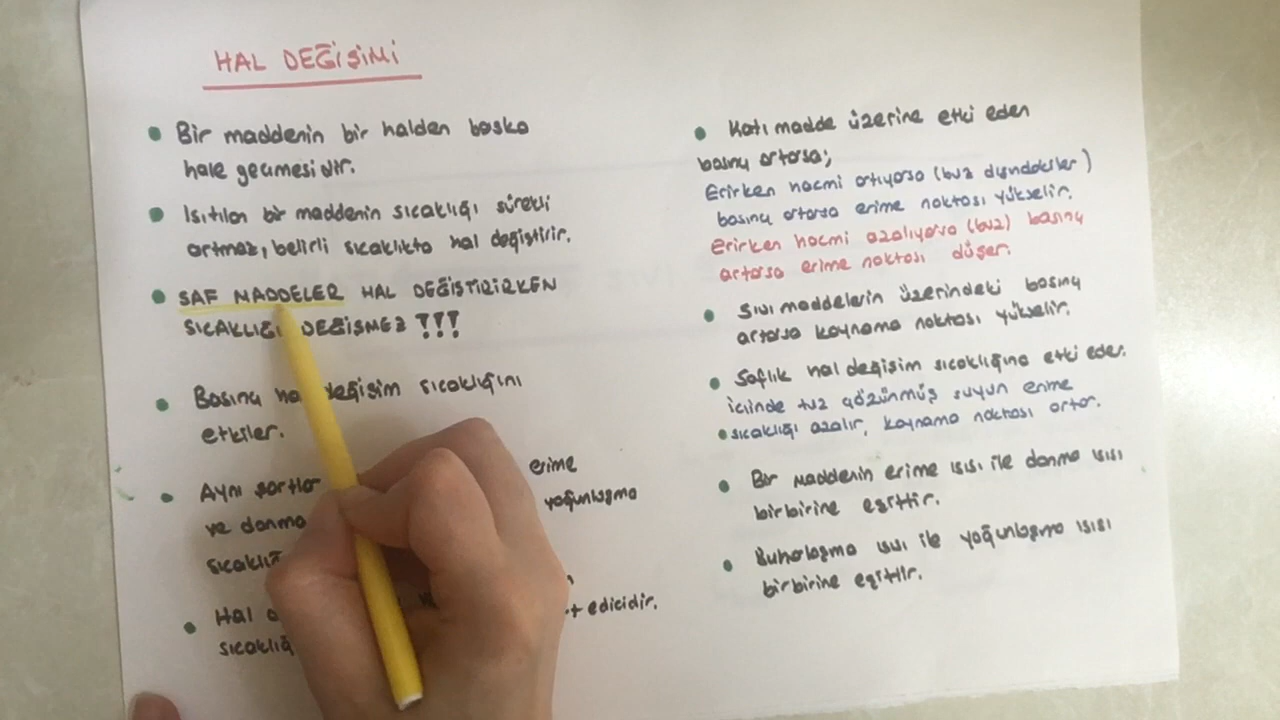 HAL DEĞİŞİMİ
Bir maddenin bir halden başka
hale geçmesidir.
Isıtılan bir maddenin sıcaklığı sürekli
artmaz, belirli sıcaklıkta hal değiştirir.
SAF MADDELER HAL DEĞİŞTİRİRKEN
SICAKLIĞI DEĞİŞMEZ !!!
Basınç hal değişim sıcaklığını
etkiler.
Aynı şartlar erime
ve donma yoğunlaşma
Hal
edicidir.
Katı madde üzerine etki eden
basınç artarsa;
Erirken hacmi artıyorsa (buz dışındakiler)
basınç artarsa erime noktası yükselir.
erirken hacmi azalıyorsa (buz) basınç
artarsa erime noktası düşer.
Sıvı maddelerin üzerindeki basınç
artarsa kaynama noktası yükselir.
Saflık hal değişim sıcaklığına etki eder.
içinde tuz çözünmüş suyun erime
sıcaklığı azalır, kaynama noktası artar.
Bir maddenin erime ısısı ile donma ısısı
birbirine eşittir.
Buharlaşma ısısı ile yoğunlaşma ısısı
birbirine eşittir.